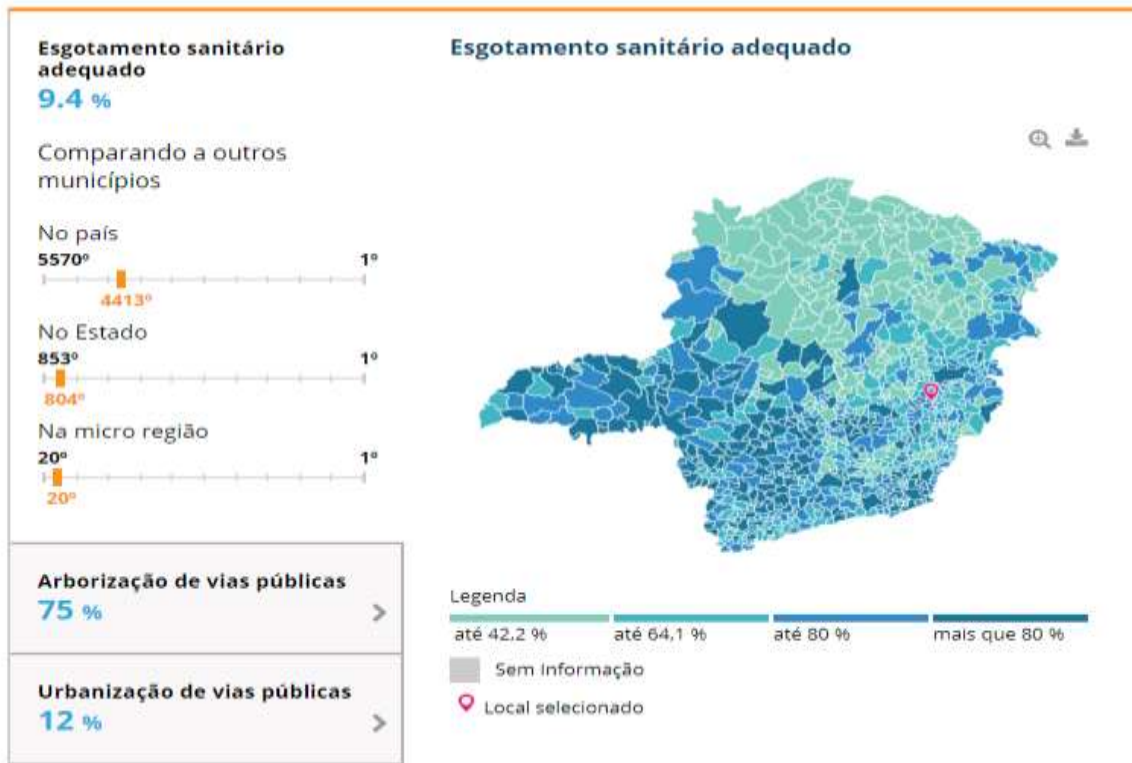 Esgotamento sanitário
adequado
9.4 %
Comparando a outros
municípios
No país
5570º 1º
4413º
No Estado
853º 1º
804º
Na micro região
20º 1º
20º
Arborização de vias públicas
75 %
Urbanização de vias públicas
12 %
Esgotamento sanitário adequado
Legenda
até 42,2 % até 64,1 % até 80 % mais que 80 %
Sem Informação
Local selecionado